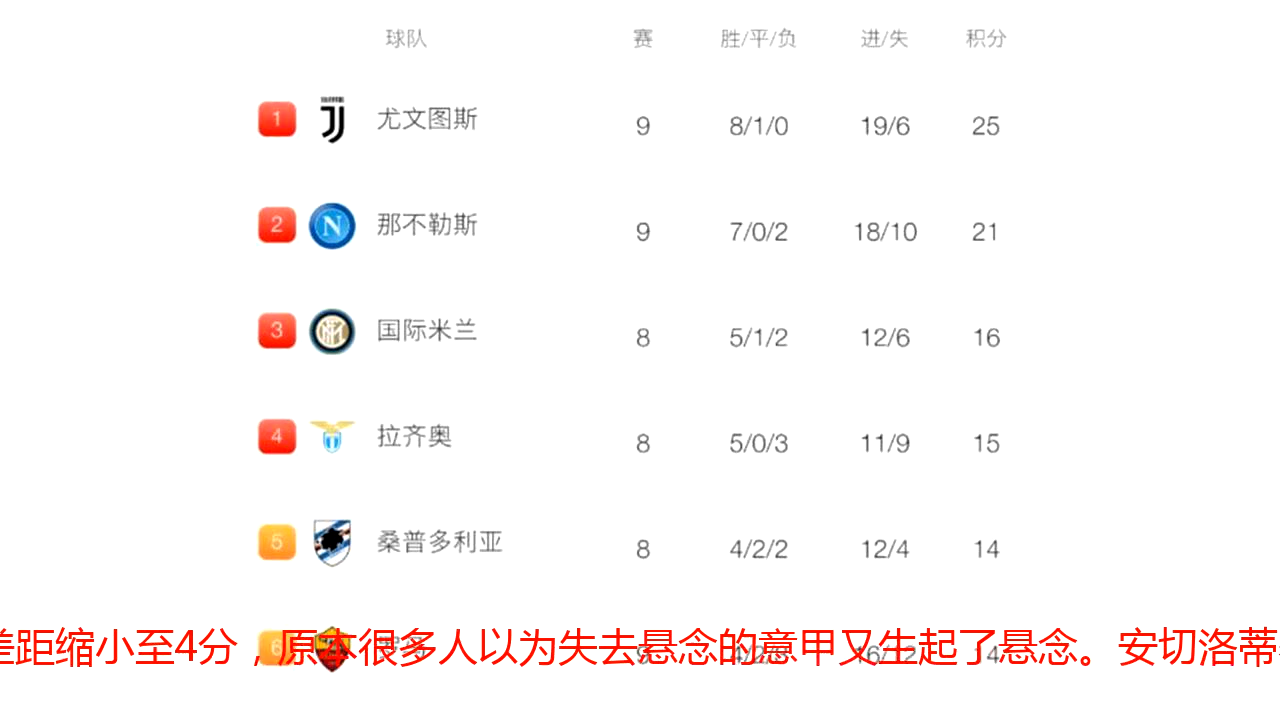 球队 赛 胜/平/负 进/失 积分
1 尤文图斯 9 8/1/0 19/6 25
2 那不勒斯 9 7/0/2 18/10 21
3 国际米兰 8 5/1/2 12/6 16
4 拉齐奥 8 5/0/3 11/9 15
5 桑普多利亚 8 4/2/2 12/4 14
6 9 14
差距缩小至4分，原本很多人以为失去悬念的意甲又生起了悬念。安切洛蒂